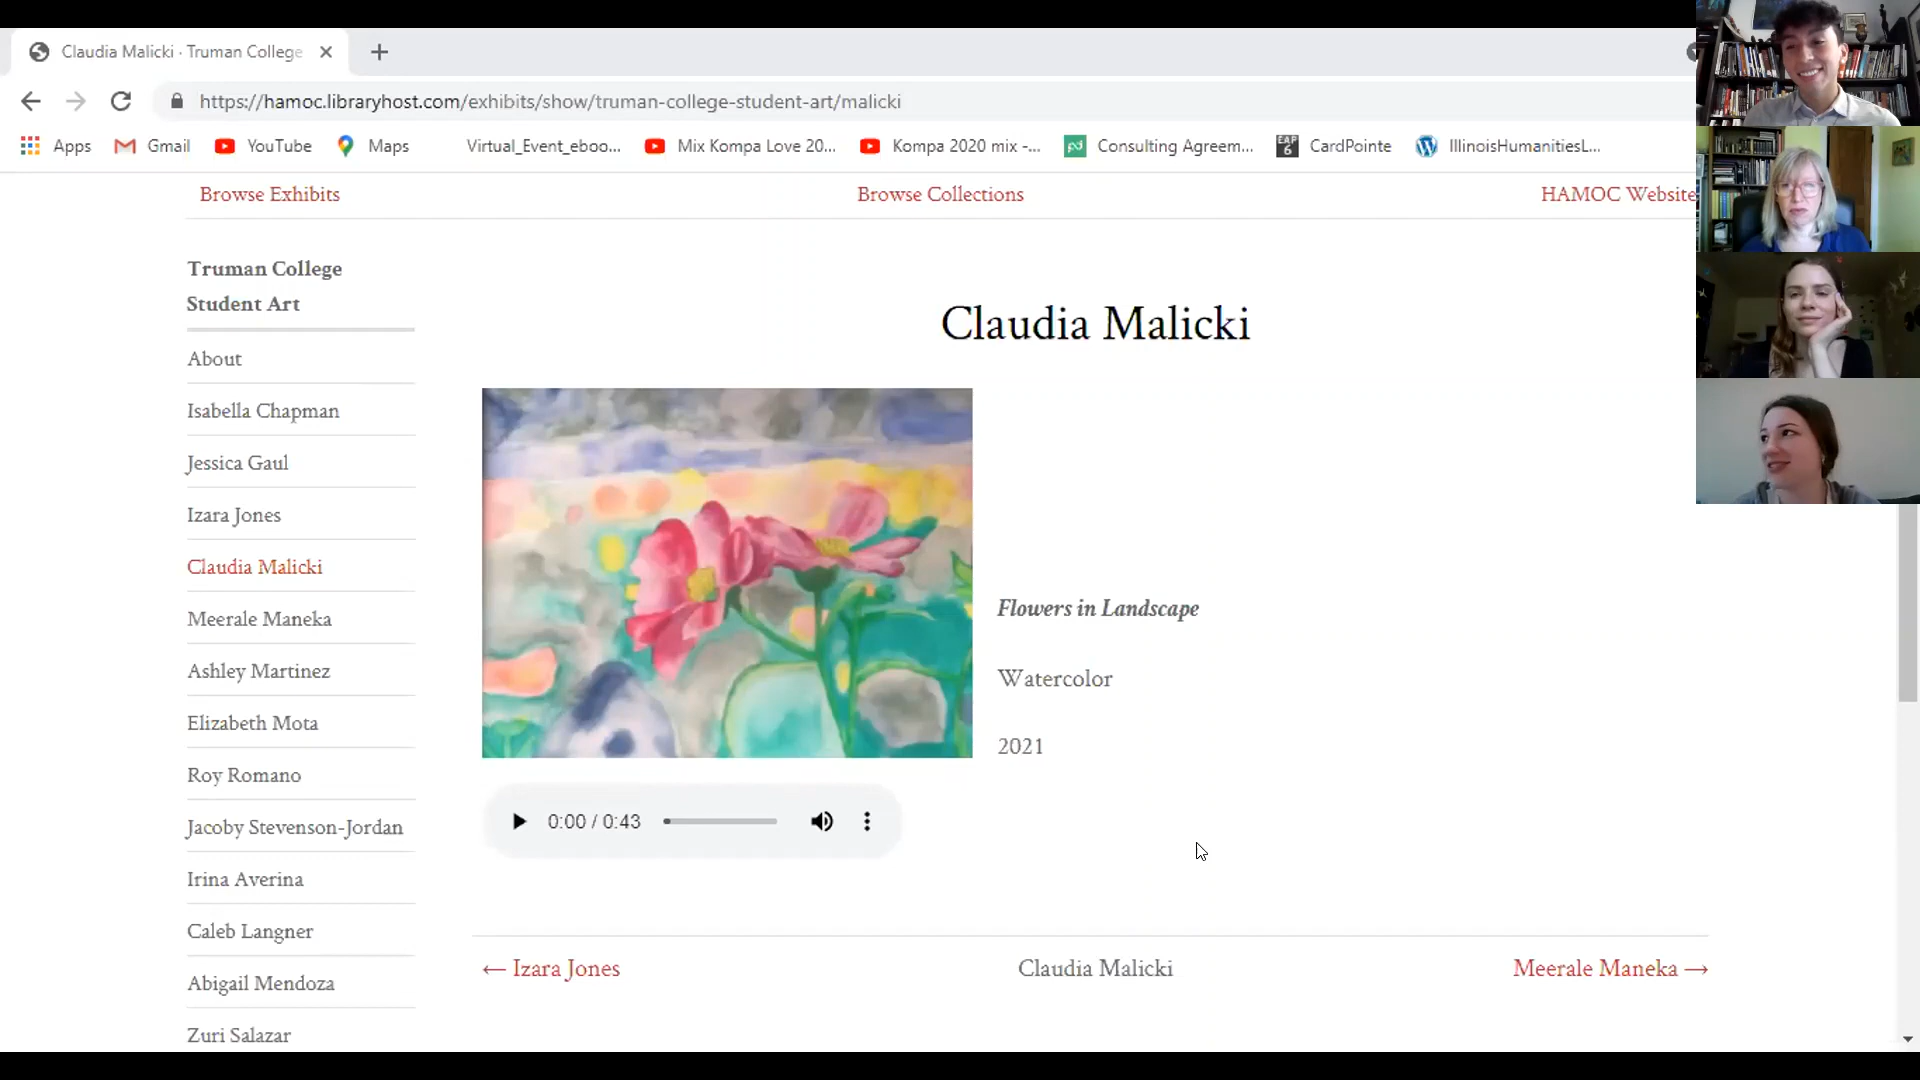 Claudia Malicki · Truman College
https://hamoc.libraryhost.com/exhibits/show/truman-college-student-art/malicki
Apps Gmail YouTube Maps Virtual_Event_eboo... Mix Kompa Love 20... Kompa 2020 mix -... Consulting Agreem... EAP 6 CardPointe IllinoisHumanitiesL...
Browse Exhibits Browse Collections HAMOC Website
Truman College
Student Art
About
Isabella Chapman
Jessica Gaul
Izara Jones
Claudia Malicki
Meerale Maneka
Ashley Martinez
Elizabeth Mota
Roy Romano
Jacoby Stevenson-Jordan
Irina Averina
Caleb Langner
Abigail Mendoza
Zuri Salazar
Claudia Malicki
Flowers in Landscape
Watercolor
2021
0:00 / 0:43
← Izara Jones Claudia Malicki Meerale Maneka →